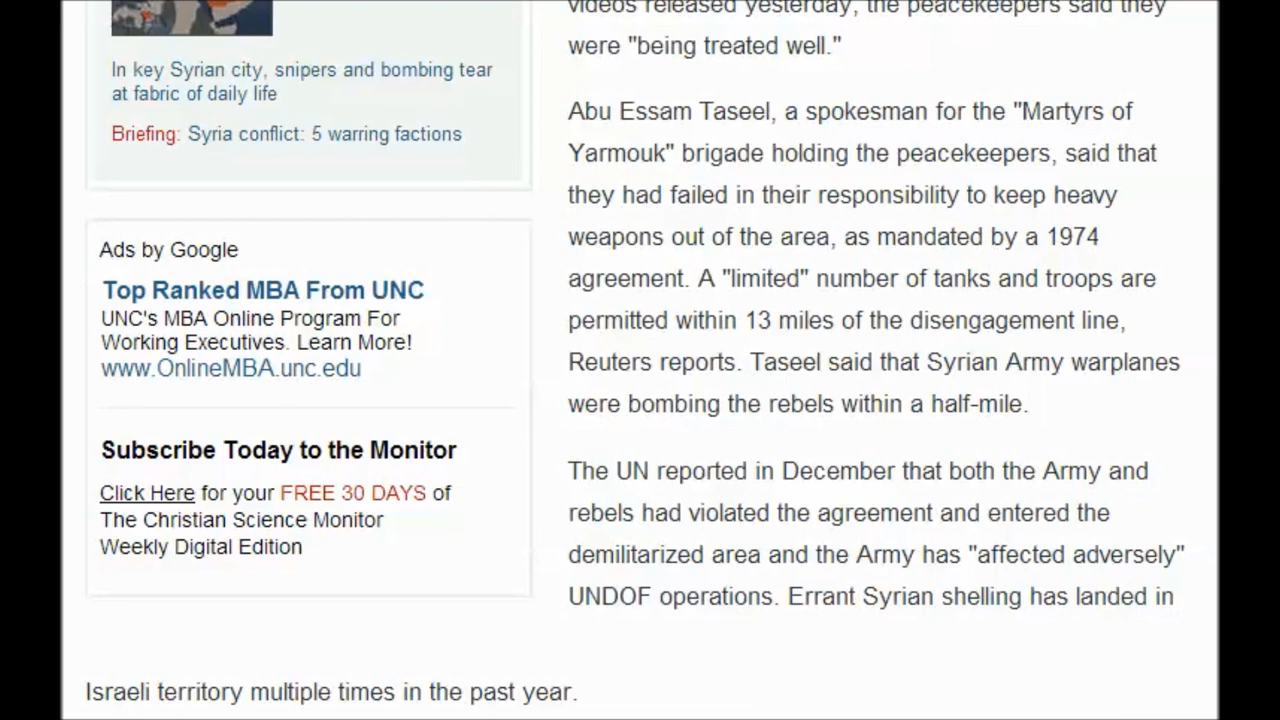 In key Syrian city, snipers and bombing tear
at fabric of daily life
Briefing: Syria conflict: 5 warring factions
Ads by Google
Top Ranked MBA From UNC
UNC's MBA Online Program For
Working Executives. Learn More!
www.OnlineMBA.unc.edu
Subscribe Today to the Monitor
Click Here for your FREE 30 DAYS of
The Christian Science Monitor
Weekly Digital Edition
videos released yesterday, the peacekeepers said they
were "being treated well."
Abu Essam Taseel, a spokesman for the "Martyrs of
Yarmouk" brigade holding the peacekeepers, said that
they had failed in their responsibility to keep heavy
weapons out of the area, as mandated by a 1974
agreement. A "limited" number of tanks and troops are
permitted within 13 miles of the disengagement line,
Reuters reports. Taseel said that Syrian Army warplanes
were bombing the rebels within a half-mile.
The UN reported in December that both the Army and
rebels had violated the agreement and entered the
demilitarized area and the Army has "affected adversely"
UNDOF operations. Errant Syrian shelling has landed in
Israeli territory multiple times in the past year.